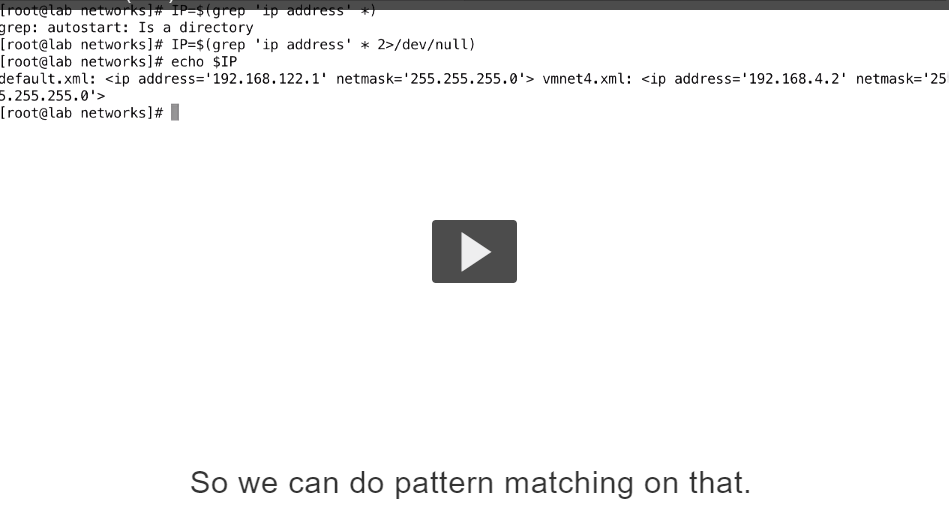 [root@lab networks]# IP=$(grep 'ip address' *)
grep: autostart: Is a directory
[root@lab networks]# IP=$(grep 'ip address' * 2>/dev/null)
[root@lab networks]# echo $IP
default.xml: <ip address='192.168.122.1' netmask='255.255.255.0'> vmnet4.xml: <ip address='192.168.4.2' netmask='25
5.255.255.0'>
[root@lab networks]#
So we can do pattern matching on that.